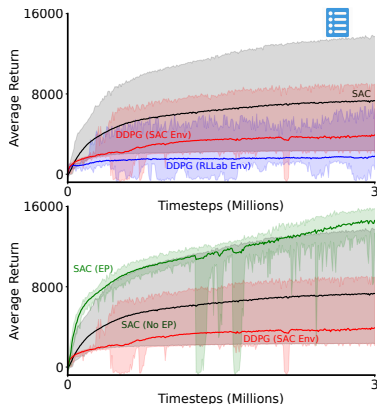 16000
SAC
8000
DDPG (SAC Env)
DDPG (RLLab Env)
0
0
3
Average Return
Timesteps (Millions)
16000
SAC (EP)
8000
SAC (No EP)
DDPG (SAC Env)
0
0
3
Average Return
Timesteps (Millions)